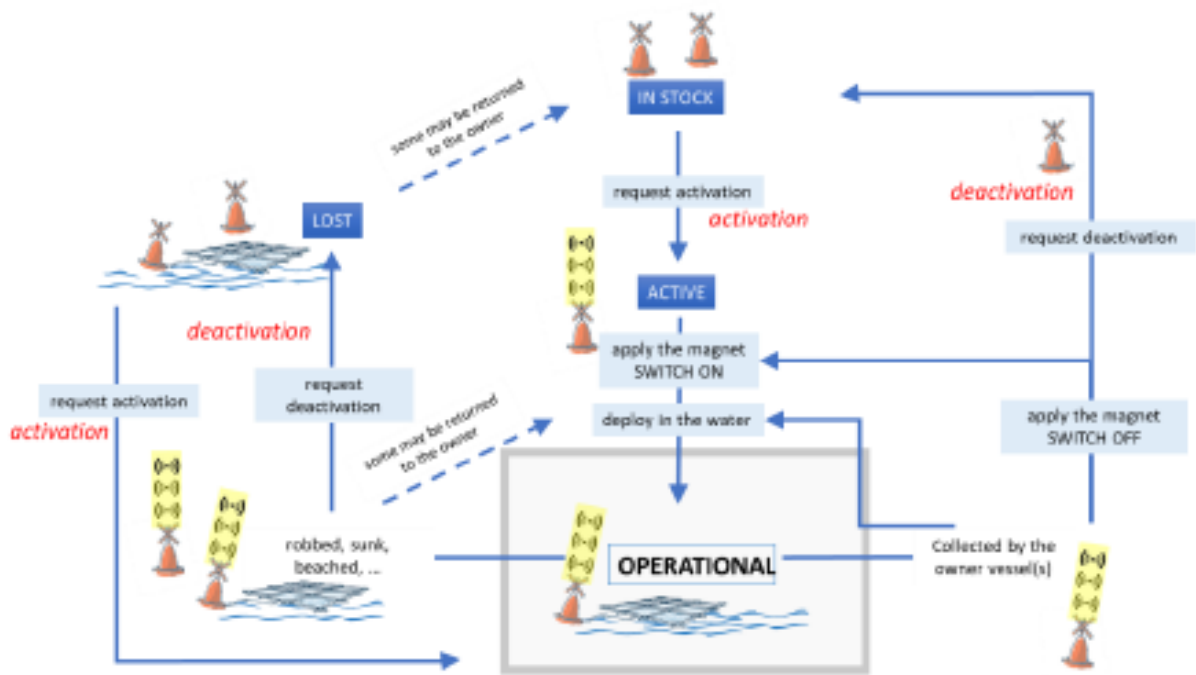 some may be returned
to the owner
IN STOCK
request activation
activation
deactivation
request deactivation
LOST
ACTIVE
deactivation
apply the magnet
SWITCH ON
request
deactivation
request activation
activation
some may be returned
to the owner
deploy in the water
apply the magnet
SWITCH OFF
robbed, sunk,
beached, ...
OPERATIONAL
Collected by the
owner vessel(s)